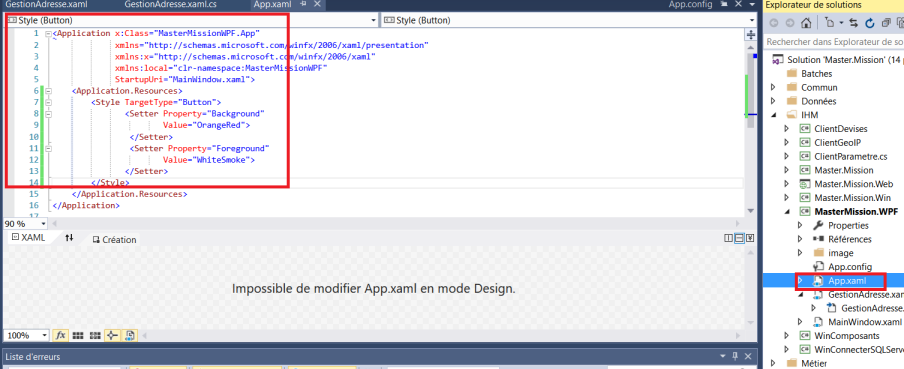 GestionAdresse.xaml GestionAdresse.xaml.cs App.xaml App.config
Style (Button) Style (Button)
1 <Application x:Class="MasterMissionWPF.App"
2 xmlns="http://schemas.microsoft.com/winfx/2006/xaml/presentation"
3 xmlns:x="http://schemas.microsoft.com/winfx/2006/xaml"
4 xmlns:local="clr-namespace:MasterMissionWPF"
5 StartupUri="MainWindow.xaml">
6 <Application.Resources>
7 <Style TargetType="Button">
8 <Setter Property="Background"
9 Value="OrangeRed">
10 </Setter>
11 <Setter Property="Foreground"
12 Value="WhiteSmoke">
13 </Setter>
14 </Style>
15 </Application.Resources>
16 </Application>
17
90 %
XAML Création
Impossible de modifier App.xaml en mode Design.
100% fx
Liste d'erreurs
Explorateur de solutions
Rechercher dans Explorateur de so
Solution 'Master.Mission' (14 p
Batches
Commun
Données
IHM
ClientDevises
ClientGeoIP
ClientParametre.cs
Master.Mission
Master.Mission.Web
Master.Mission.Win
MasterMission.WPF
Properties
Références
image
App.config
App.xaml
GestionAdresse.xam
GestionAdresse.
MainWindow.xaml
WinComposants
WinConnecterSQLServe
Métier